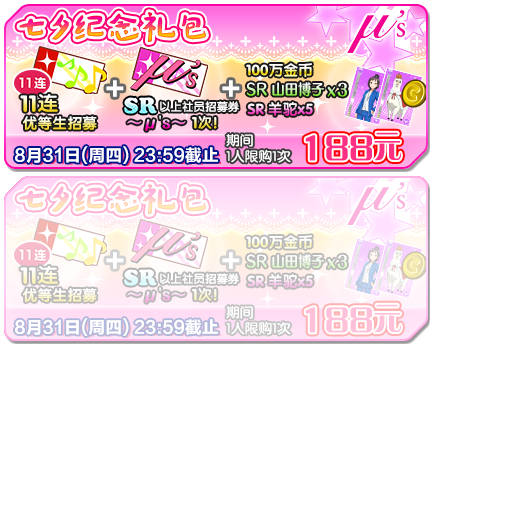 七夕纪念礼包
μ's
11连
11连
优等生招募
+
μ's
SR以上社员招募券
～μ's～ 1次!
+
100万金币
SR 山田博子 x3
SR 羊驼x5
8月31日(周四) 23:59截止
期间
1人限购1次
188元
七夕纪念礼包
μ's
11连
11连
优等生招募
+
μ's
SR以上社员招募券
～μ's～ 1次!
+
100万金币
SR 山田博子 x3
SR 羊驼x5
8月31日(周四) 23:59截止
期间
1人限购1次
188元